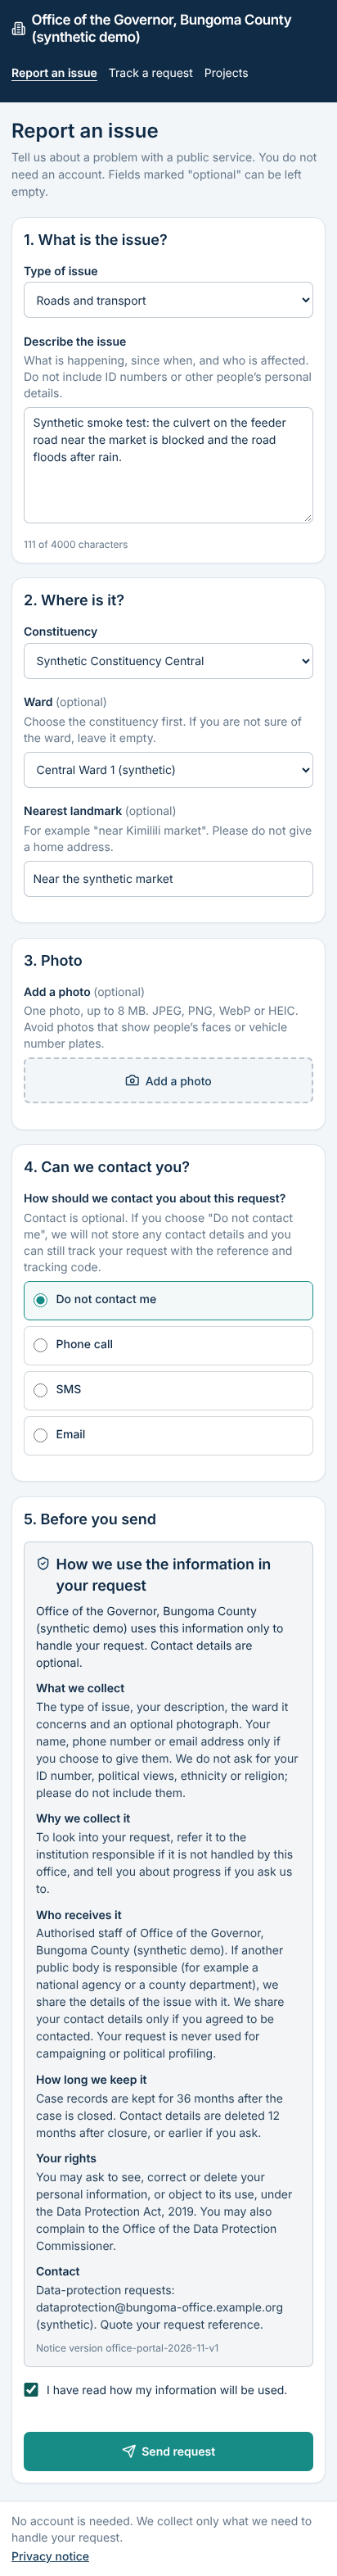 Office of the Governor, Bungoma County
(synthetic demo)
Report an issue Track a request Projects
Report an issue
Tell us about a problem with a public service. You do not
need an account. Fields marked "optional" can be left
empty.
1. What is the issue?
Type of issue
Roads and transport
Describe the issue
What is happening, since when, and who is affected.
Do not include ID numbers or other people's personal
details.
Synthetic smoke test: the culvert on the feeder
road near the market is blocked and the road
floods after rain.
111 of 4000 characters
2. Where is it?
Constituency
Synthetic Constituency Central
Ward (optional)
Choose the constituency first. If you are not sure of
the ward, leave it empty.
Central Ward 1 (synthetic)
Nearest landmark (optional)
For example "near Kimilili market". Please do not give
a home address.
Near the synthetic market
3. Photo
Add a photo (optional)
One photo, up to 8 MB. JPEG, PNG, WebP or HEIC.
Avoid photos that show people's faces or vehicle
number plates.
Add a photo
4. Can we contact you?
How should we contact you about this request?
Contact is optional. If you choose "Do not contact
me", we will not store any contact details and you
can still track your request with the reference and
tracking code.
Do not contact me
Phone call
SMS
Email
5. Before you send
How we use the information in
your request
Office of the Governor, Bungoma County
(synthetic demo) uses this information only to
handle your request. Contact details are
optional.
What we collect
The type of issue, your description, the ward it
concerns and an optional photograph. Your
name, phone number or email address only if
you choose to give them. We do not ask for your
ID number, political views, ethnicity or religion;
please do not include them.
Why we collect it
To look into your request, refer it to the
institution responsible if it is not handled by this
office, and tell you about progress if you ask us
to.
Who receives it
Authorised staff of Office of the Governor,
Bungoma County (synthetic demo). If another
public body is responsible (for example a
national agency or a county department), we
share the details of the issue with it. We share
your contact details only if you agreed to be
contacted. Your request is never used for
campaigning or political profiling.
How long we keep it
Case records are kept for 36 months after the
case is closed. Contact details are deleted 12
months after closure, or earlier if you ask.
Your rights
You may ask to see, correct or delete your
personal information, or object to its use, under
the Data Protection Act, 2019. You may also
complain to the Office of the Data Protection
Commissioner.
Contact
Data-protection requests:
dataprotection@bungoma-office.example.org
(synthetic). Quote your request reference.
Notice version office-portal-2026-11-v1
I have read how my information will be used.
Send request
No account is needed. We collect only what we need to
handle your request.
Privacy notice